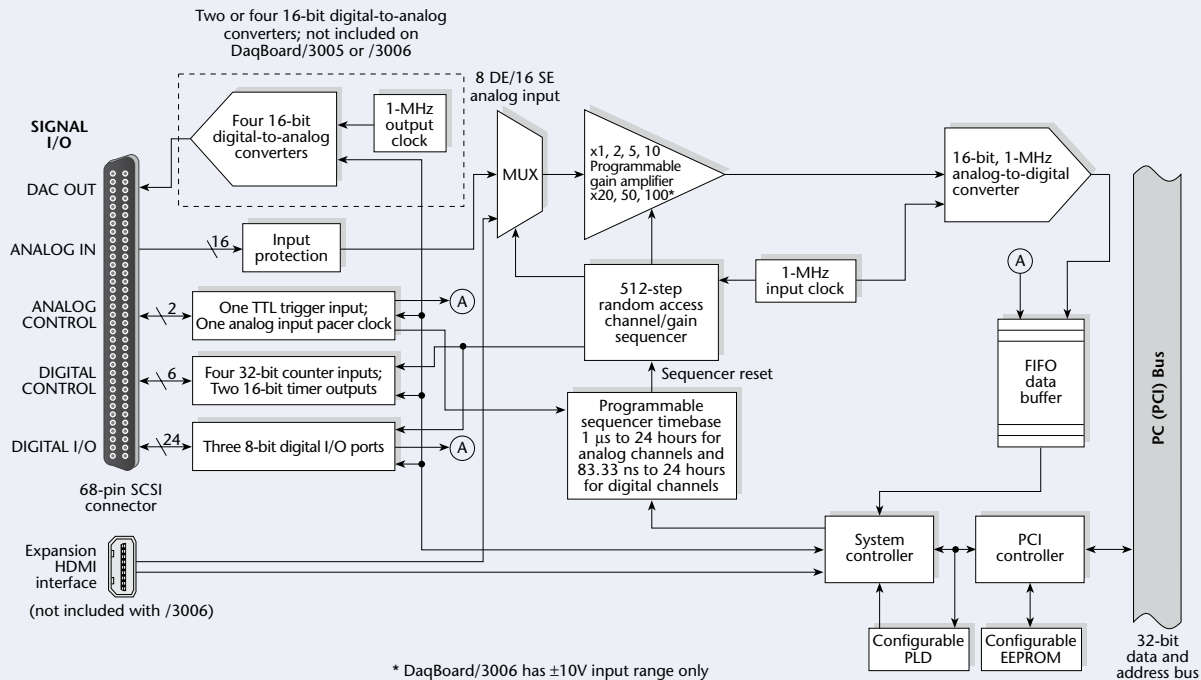 Two or four 16-bit digital-to-analog
converters; not included on
DaqBoard/3005 or /3006
8 DE/16 SE
analog input
SIGNAL
I/O
Four 16-bit
digital-to-analog
converters
1-MHz
output
clock
MUX
x1, 2, 5, 10
Programmable
gain amplifier
x20, 50, 100*
16-bit, 1-MHz
analog-to-digital
converter
DAC OUT
ANALOG IN
16
Input
protection
ANALOG
CONTROL
2
One TTL trigger input;
One analog input pacer clock
A
512-step
random access
channel/gain
sequencer
1-MHz
input clock
A
FIFO
data
buffer
PC (PCI) Bus
DIGITAL
CONTROL
6
Four 32-bit counter inputs;
Two 16-bit timer outputs
Sequencer reset
DIGITAL I/O
24
Three 8-bit digital I/O ports
A
Programmable
sequencer timebase
1 µs to 24 hours for
analog channels and
83.33 ns to 24 hours
for digital channels
68-pin SCSI
connector
Expansion
HDMI
interface
(not included with /3006)
System
controller
PCI
controller
Configurable
PLD
Configurable
EEPROM
32-bit
data and
address bus
* DaqBoard/3006 has ±10V input range only